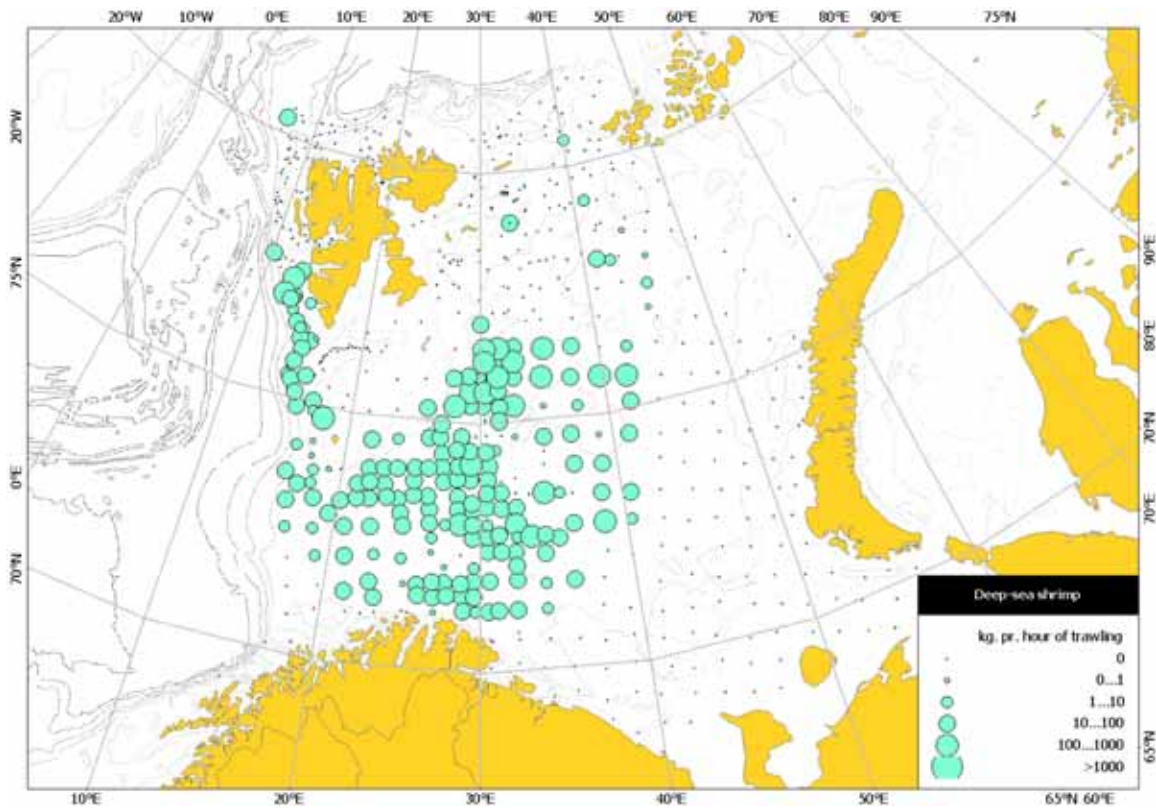 20°W 0°E 10°E 20°E 30°E 40°E 50°E 60°E 70°E 80°E 90°E 75°N
20°W
75°N
0°E
70°N
90°E
80°E
70°N
70°E
65°N
Deep-sea shrimp
kg. pr. hour of trawling
0
0...1
1...10
10...100
100...1000
>1000
10°E 20°E 30°E 40°E 50°E 65°N 60°E